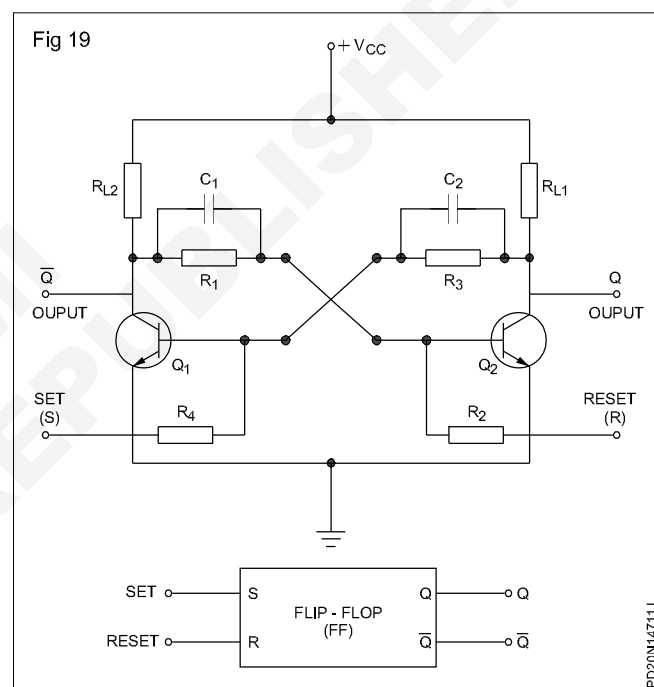 Fig 19
+ VCC
RL2
C1
C2
RL1
R1
R3
Q̅
OUPUT
Q
OUPUT
Q1
Q2
SET
(S)
R4
R2
RESET
(R)
SET
S
FLIP - FLOP
(FF)
Q
Q
RESET
R
Q̅
Q̅
PD20N14711J